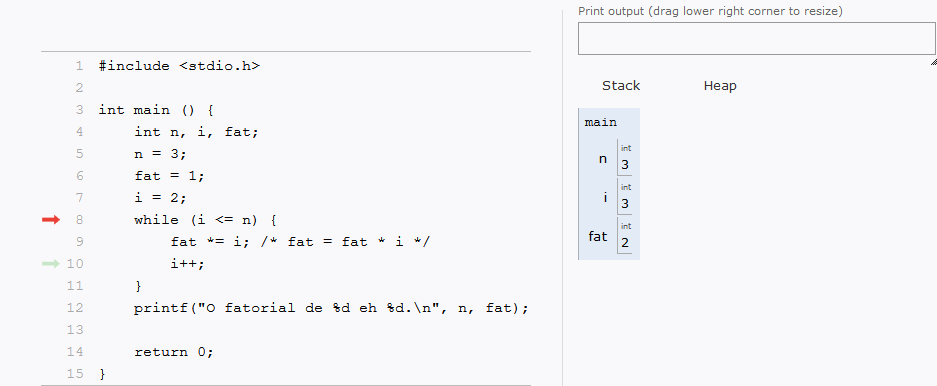 Print output (drag lower right corner to resize)
1 #include <stdio.h>
2
3 int main () {
4     int n, i, fat;
5     n = 3;
6     fat = 1;
7     i = 2;
8     while (i <= n) {
9         fat *= i; /* fat = fat * i */
10         i++;
11     }
12     printf("O fatorial de %d eh %d.\n", n, fat);
13
14     return 0;
15 }
Stack Heap
main
int
n 3
int
i 3
int
fat 2